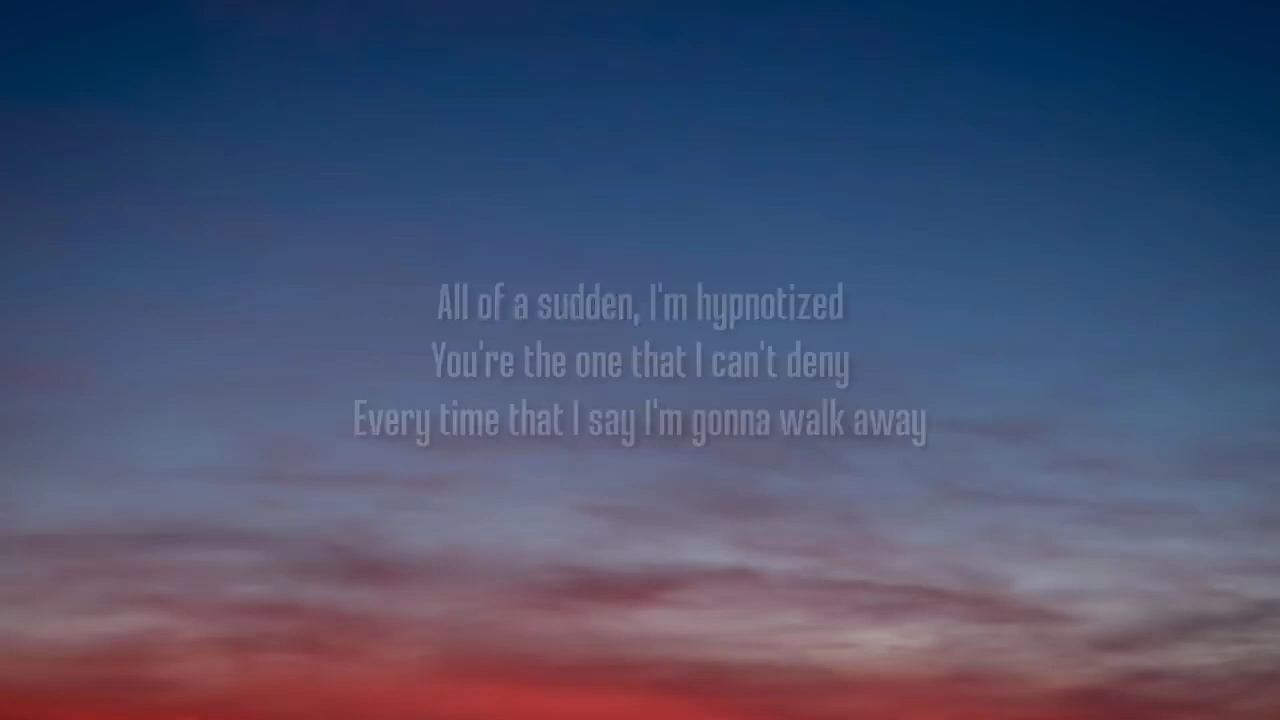 All of a sudden, I'm hypnotized
You're the one that I can't deny
Every time that I say I'm gonna walk away